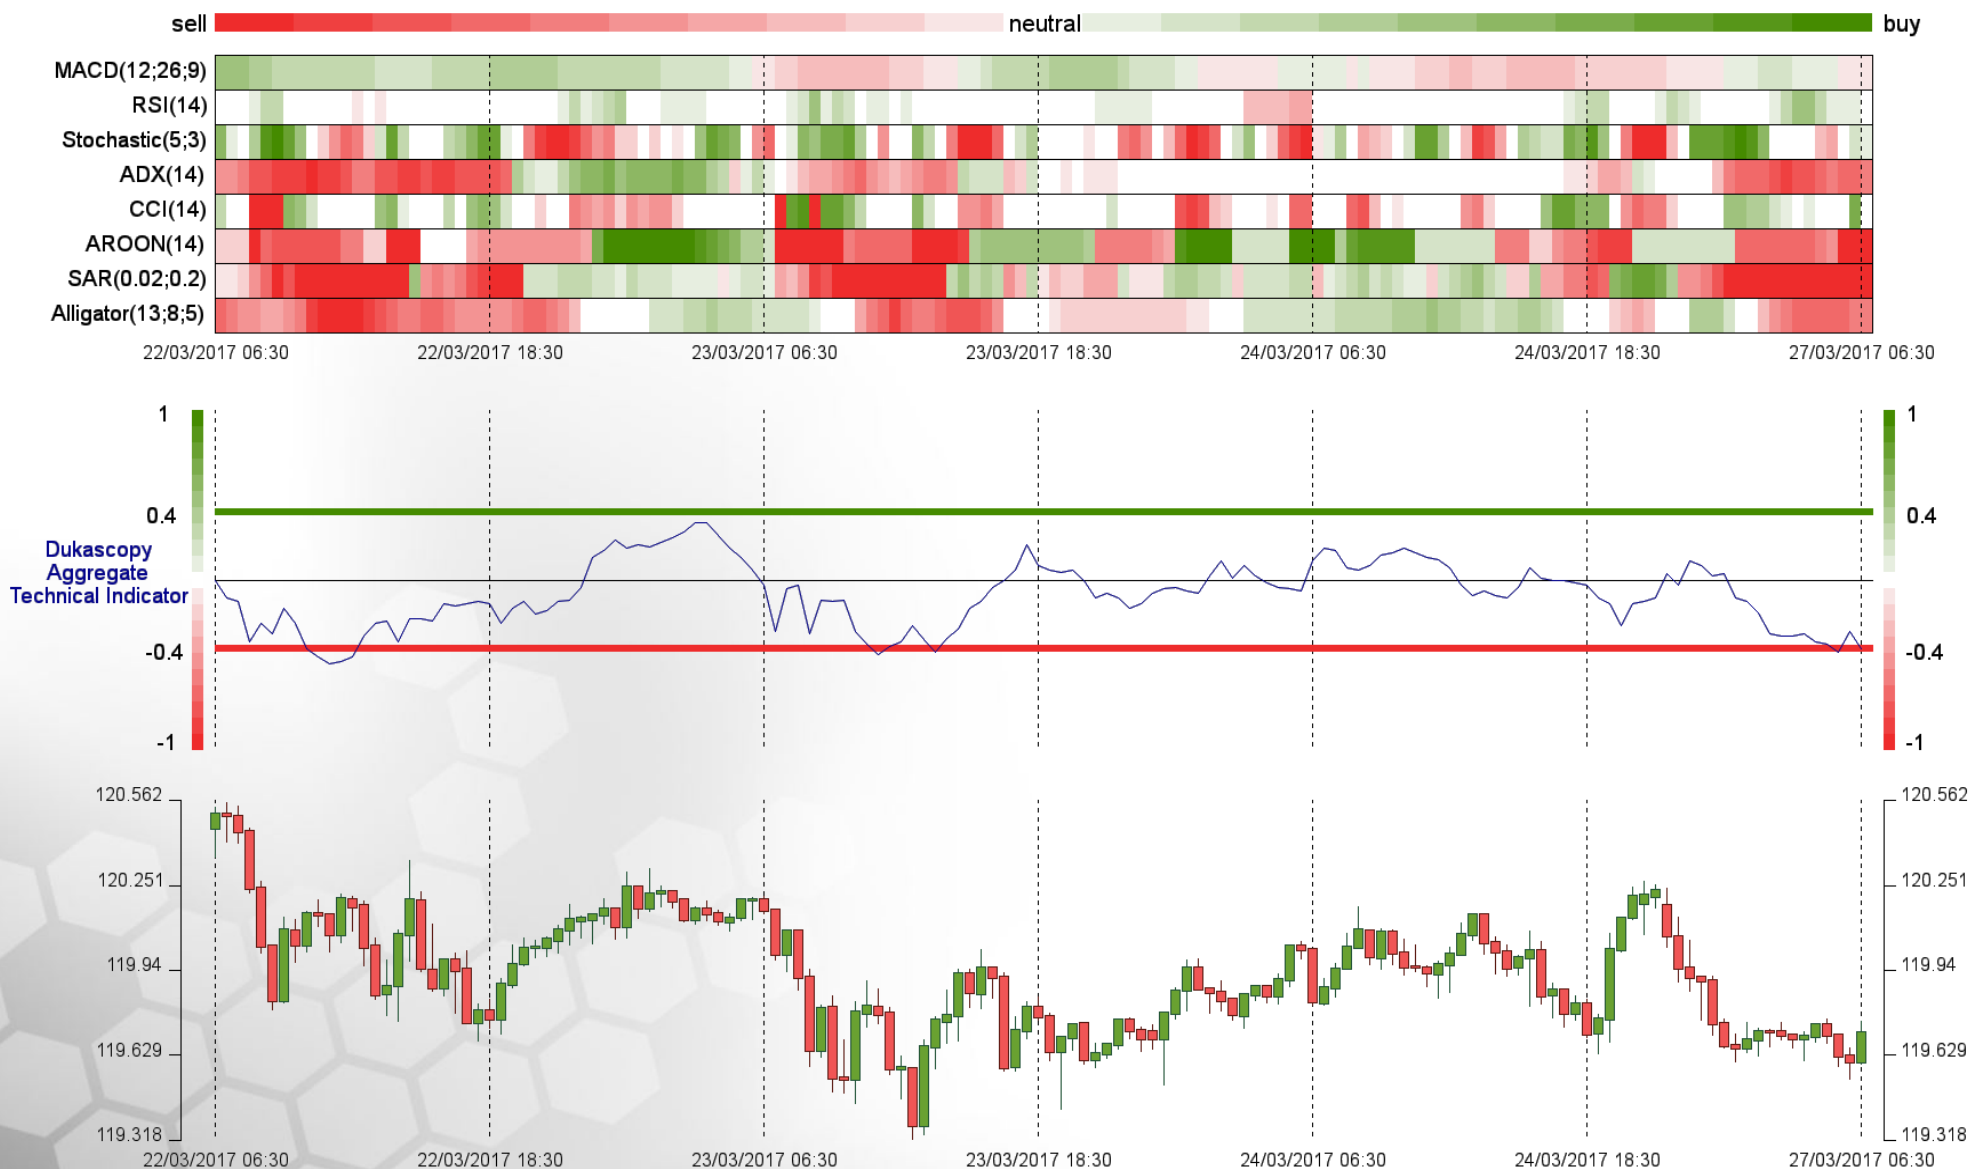 sell neutral buy
MACD(12;26;9)
RSI(14)
Stochastic(5;3)
ADX(14)
CCI(14)
AROON(14)
SAR(0.02;0.2)
Alligator(13;8;5)
22/03/2017 06:30 22/03/2017 18:30 23/03/2017 06:30 23/03/2017 18:30 24/03/2017 06:30 24/03/2017 18:30 27/03/2017 06:30
1 1
0.4 0.4
Dukascopy
Aggregate
Technical Indicator
-0.4 -0.4
-1 -1
120.562 120.562
120.251 120.251
119.94 119.94
119.629 119.629
119.318 119.318
22/03/2017 06:30 22/03/2017 18:30 23/03/2017 06:30 23/03/2017 18:30 24/03/2017 06:30 24/03/2017 18:30 27/03/2017 06:30